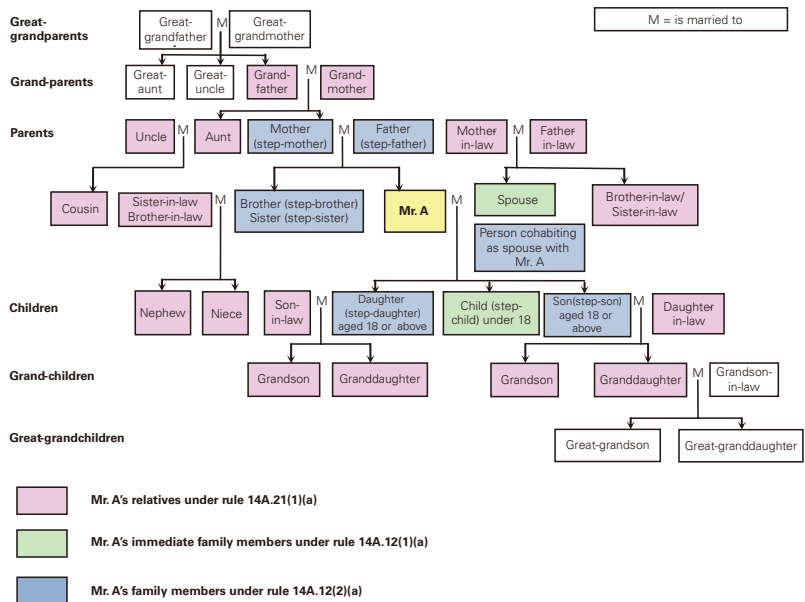 Great-
grandparents
Great-
grandfather
M
Great-
grandmother
M = is married to
Grand-parents
Great-
aunt
Great-
uncle
Grand-
father
M
Grand-
mother
Parents
Uncle
M
Aunt
Mother
(step-mother)
M
Father
(step-father)
Mother-
in-law
M
Father-
in-law
Cousin
Sister-in-law
Brother-in-law
M
Brother (step-brother)
Sister (step-sister)
Mr. A
M
Spouse
Brother-in-law/
Sister-in-law
Person cohabiting
as spouse with
Mr. A
Children
Nephew
Niece
Son-
in-law
M
Daughter
(step-daughter)
aged 18 or above
Child (step-
child) under 18
Son(step-son)
aged 18 or
above
M
Daughter-
in-law
Grand-children
Grandson
Granddaughter
Grandson
Granddaughter
M
Grandson-
in-law
Great-grandchildren
Great-grandson
Great-granddaughter
Mr. A's relatives under rule 14A.21(1)(a)
Mr. A's immediate family members under rule 14A.12(1)(a)
Mr. A's family members under rule 14A.12(2)(a)